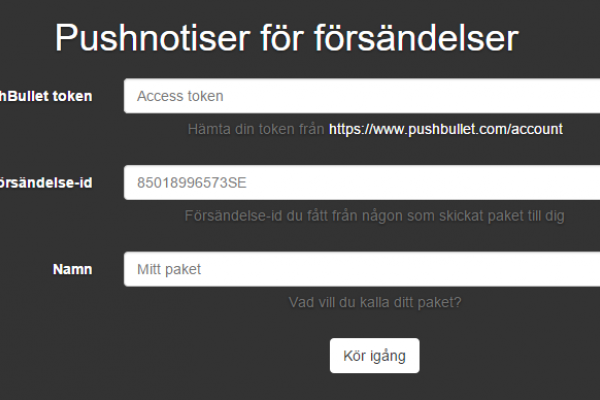 Pushnotiser för försändelser
hBullet token
Access token
Hämta din token från https://www.pushbullet.com/account
örsändelse-id
85018996573SE
Försändelse-id du fått från någon som skickat paket till dig
Namn
Mitt paket
Vad vill du kalla ditt paket?
Kör igång